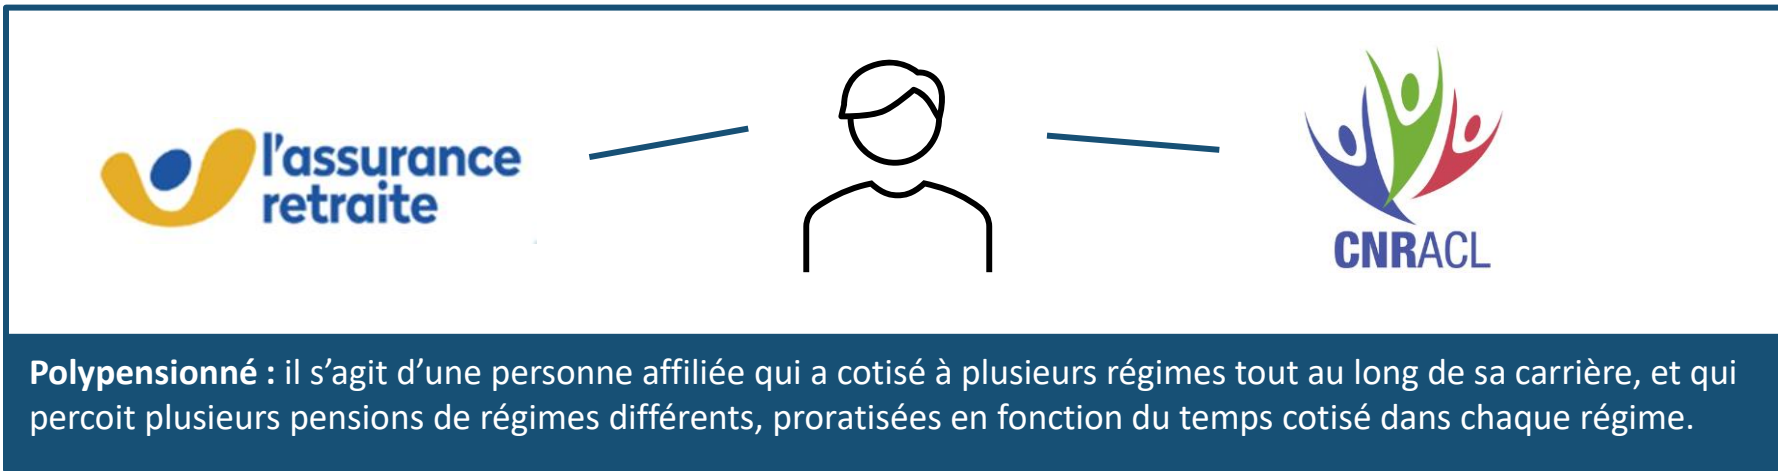 l'assurance
retraite
CNRACL
Polypensionné : il s’agit d’une personne affiliée qui a cotisé à plusieurs régimes tout au long de sa carrière, et qui
percoit plusieurs pensions de régimes différents, proratisées en fonction du temps cotisé dans chaque régime.